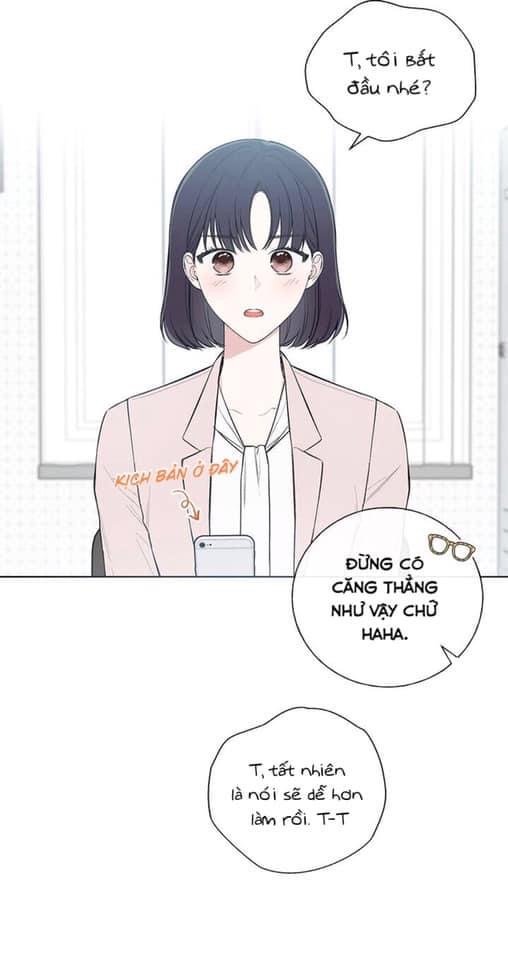 T, tôi bắt
đầu nhé?
KỊCH BẢN Ở ĐÂY
ĐỪNG CÓ
CĂNG THẲNG
NHƯ VẬY CHỨ
HAHA.
T, tất nhiên
là nói sẽ dễ hơn
làm rồi. T-T